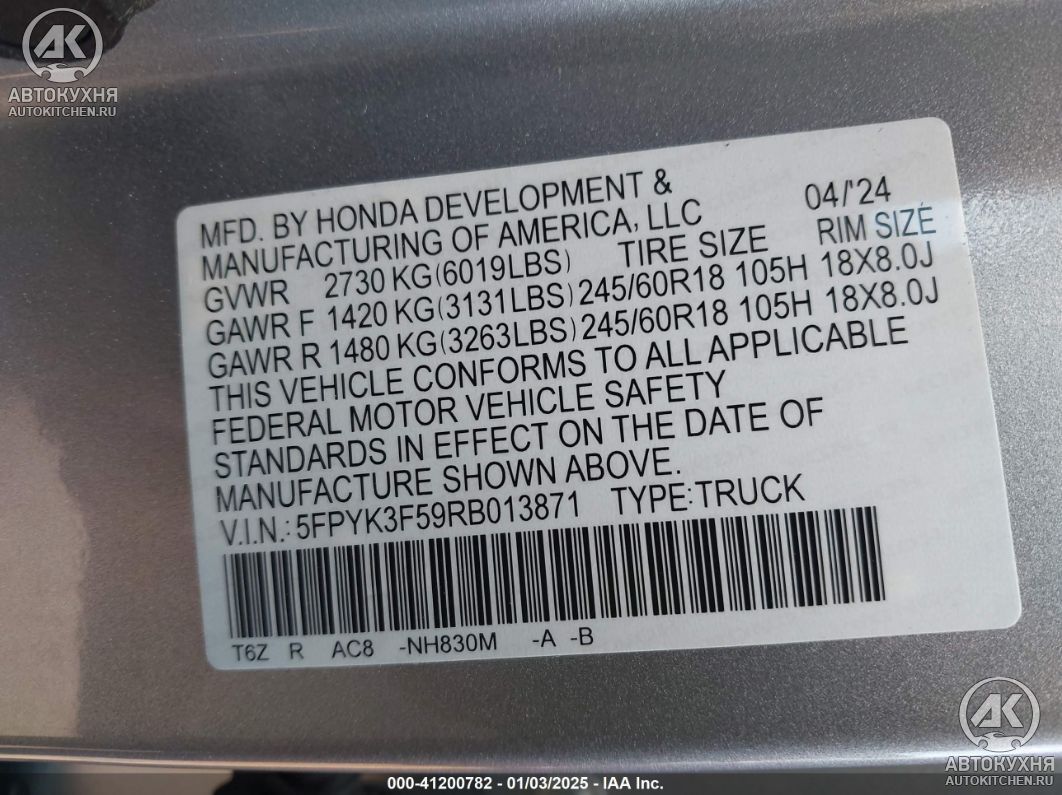 АК
АВТОКУХНЯ
AUTOKITCHEN.RU
MFD. BY HONDA DEVELOPMENT & 04/'24
MANUFACTURING OF AMERICA, LLC
GVWR 2730 KG(6019LBS) TIRE SIZE RIM SIZE
GAWR F 1420 KG(3131LBS) 245/60R18 105H 18X8.0J
GAWR R 1480 KG(3263LBS) 245/60R18 105H 18X8.0J
THIS VEHICLE CONFORMS TO ALL APPLICABLE
FEDERAL MOTOR VEHICLE SAFETY
STANDARDS IN EFFECT ON THE DATE OF
MANUFACTURE SHOWN ABOVE.
V.I.N.: 5FPYK3F59RB013871 TYPE: TRUCK
T6Z R AC8 -NH830M -A -B
АК
АВТОКУХНЯ
AUTOKITCHEN.RU
000-41200782 - 01/03/2025 - IAA Inc.